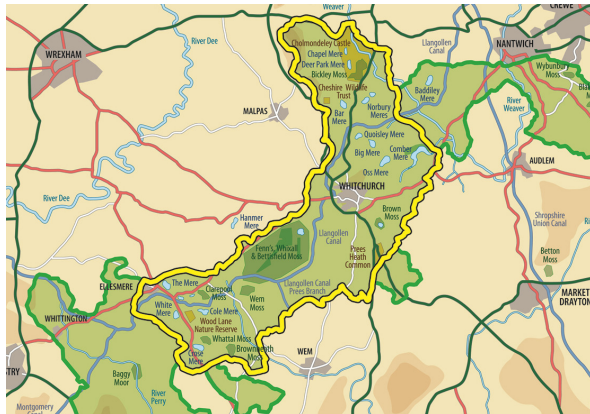 Weaver
CREWE
River Dee
Cholmondeley Castle
Llangollen
Canal
NANTWICH
WREXHAM
Chapel Mere
Deer Park Mere
Bickley Moss
Wybunbury
Moss
Cheshire Wildlife
Trust
Baddiley
Mere
MALPAS
Bar
Mere
Norbury
Meres
River
Weaver
Quoisley Mere
Big Mere
Comber
Mere
Oss Mere
AUDLEM
River Dee
WHITCHURCH
Hanmer
Mere
Brown
Moss
Shropshire
Union Canal
Llangollen
Canal
Fenn's, Whixall
& Bettisfield Moss
Prees
Heath
Common
Betton
Moss
ELLESMERE
The Mere
Clarepool
Moss
Llangollen Canal
Prees Branch
MARKET
DRAYTON
White
Mere
Cole Mere
Wem
Moss
WHITTINGTON
Wood Lane
Nature Reserve
Whattal Moss
Brownheath
Moss
WEM
Crose
Mere
STRY
Baggy
Moor
River
Perry
Montgomery